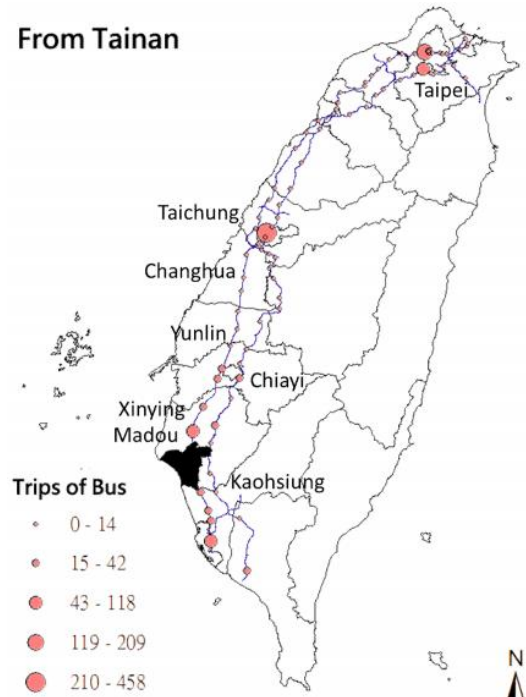 From Tainan
Taipei
Taichung
Changhua
Yunlin
Chiayi
Xinying
Madou
Kaohsiung
Trips of Bus
0 - 14
15 - 42
43 - 118
119 - 209
210 - 458
N